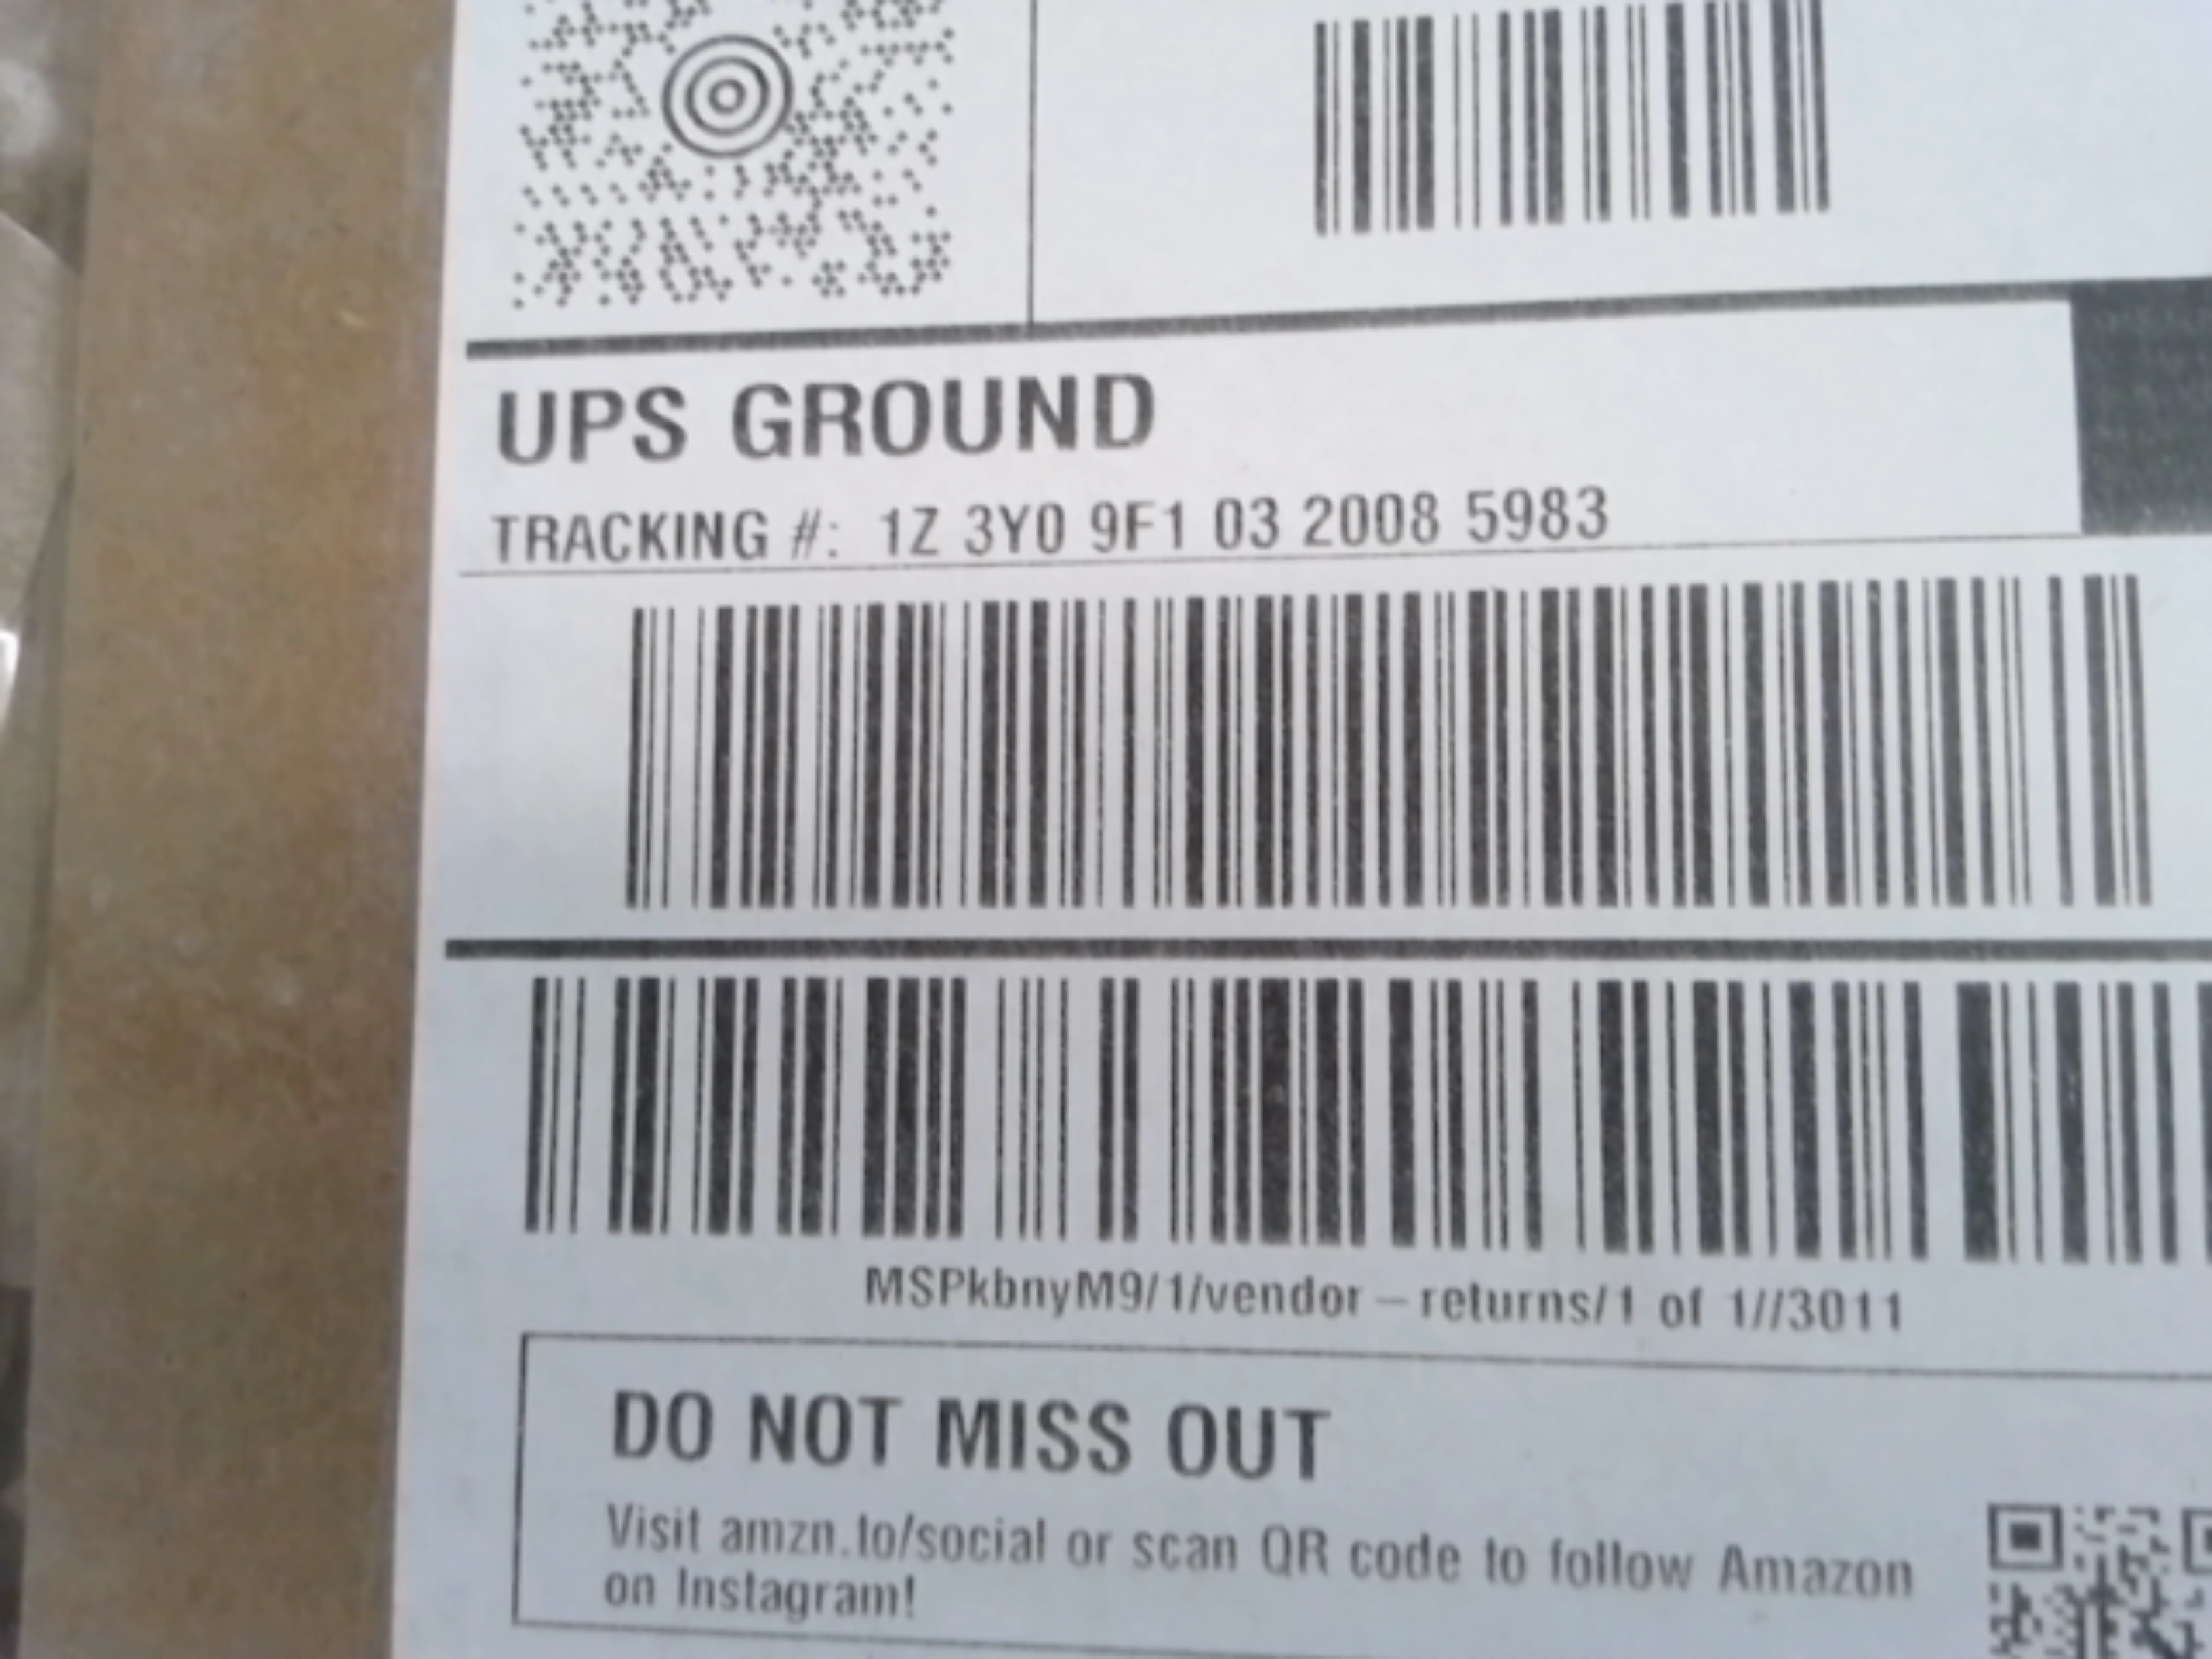 UPS GROUND
TRACKING #: 1Z 3Y0 9F1 03 2008 5983
MSPkbnyM9/1/vendor – returns/1 of 1//3011
DO NOT MISS OUT
Visit amzn.to/social or scan QR code to follow Amazon
on Instagram!